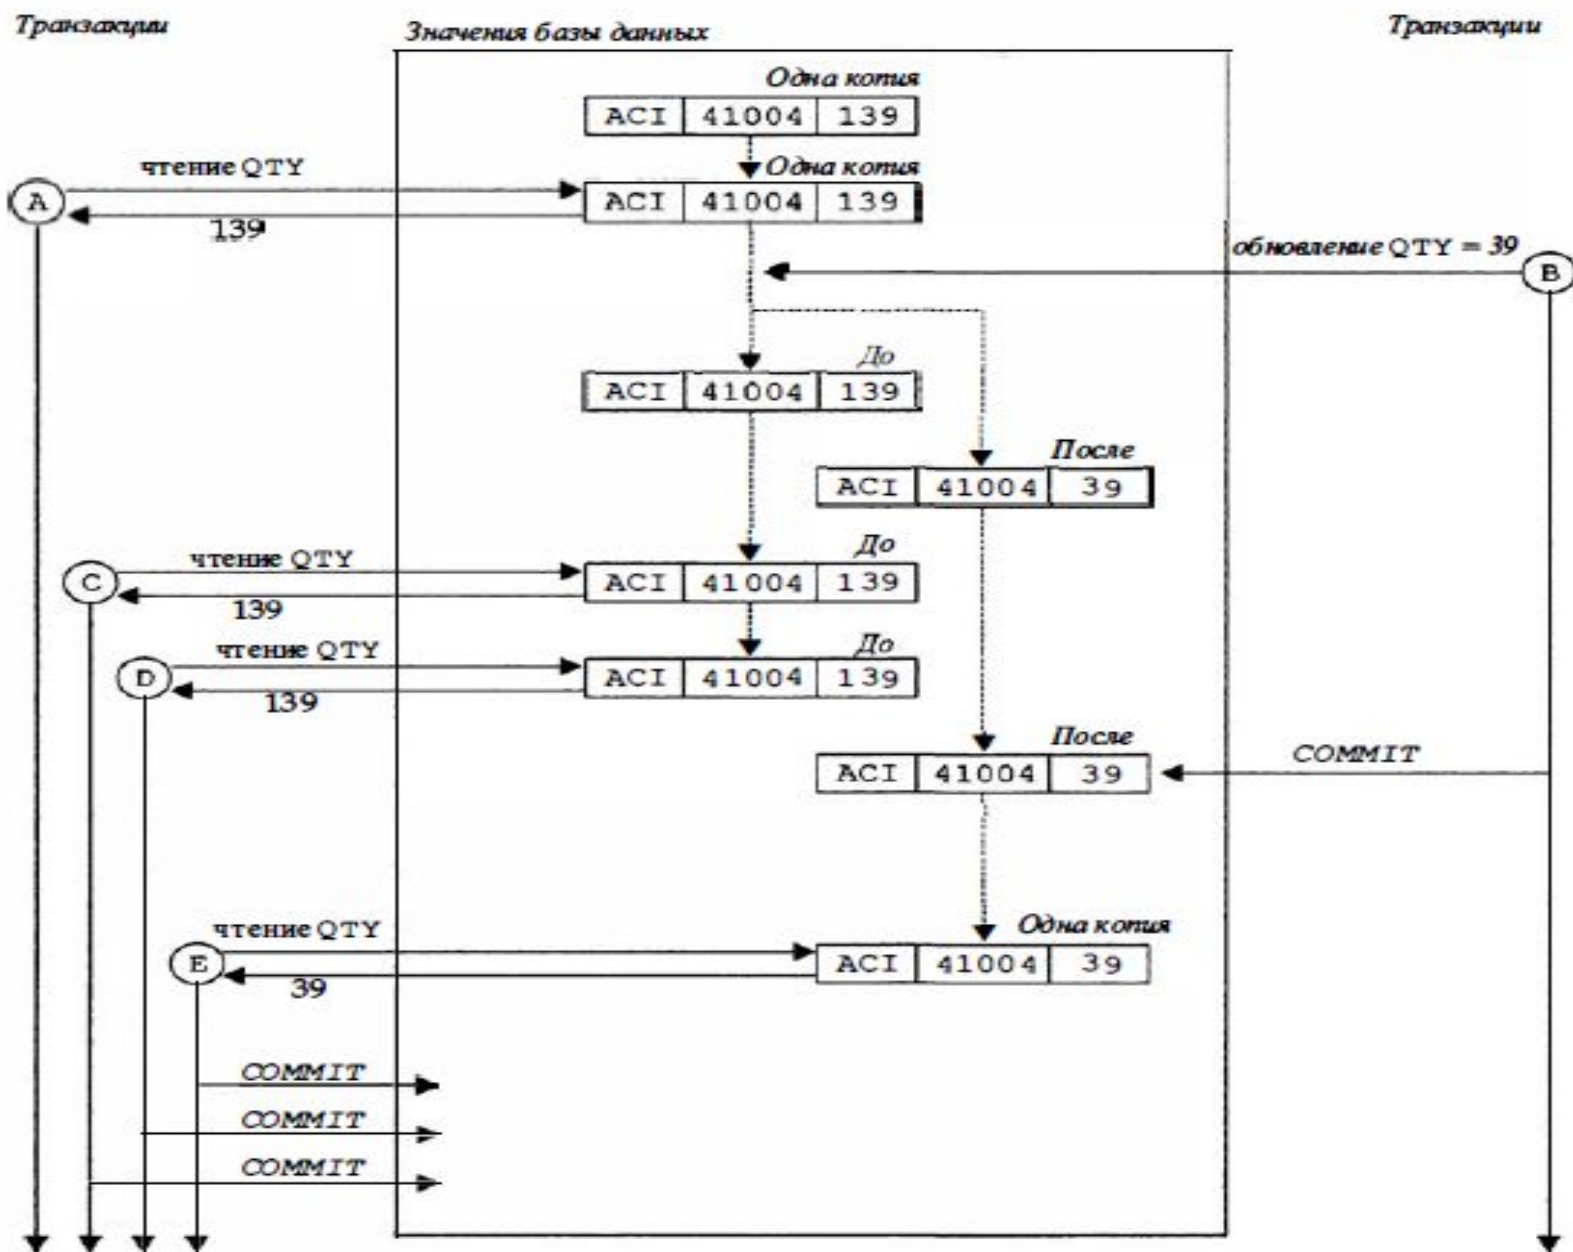 Транзакции
Значения базы данных
Транзакции
Одна копия
ACI 41004 139
чтение QTY
Одна копия
A
ACI 41004 139
139
обновление QTY = 39
B
До
ACI 41004 139
После
ACI 41004 39
чтение QTY
До
C
ACI 41004 139
139
чтение QTY
До
D
ACI 41004 139
139
После
COMMIT
ACI 41004 39
чтение QTY
Одна копия
E
ACI 41004 39
39
COMMIT
COMMIT
COMMIT